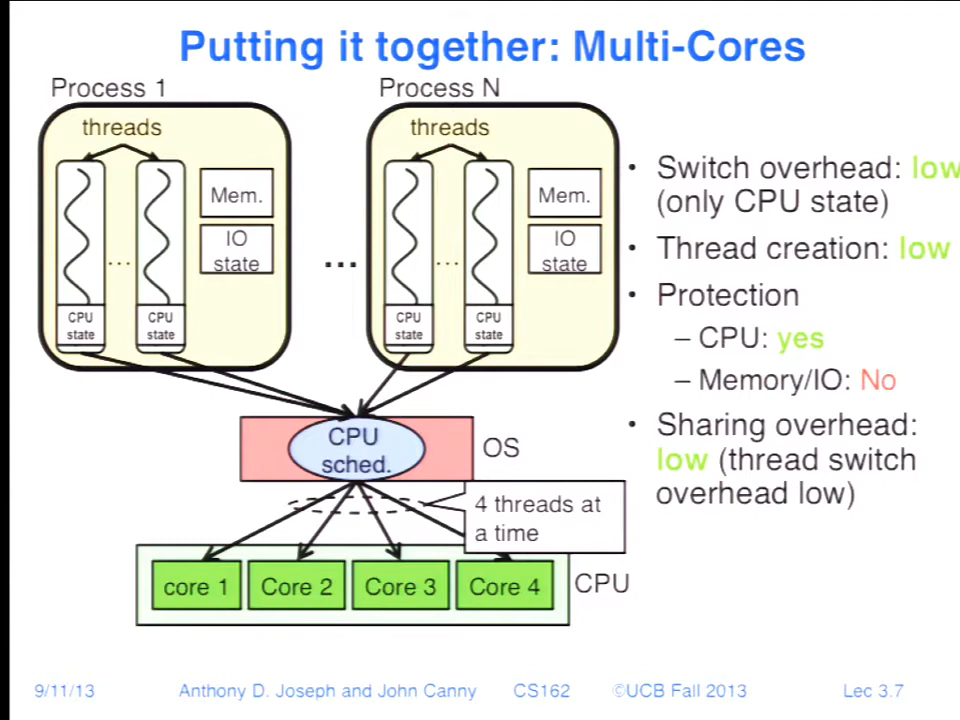 Putting it together: Multi-Cores
Process 1
Process N
threads
threads
Mem.
IO
state
...
CPU
state
CPU
state
...
Mem.
IO
state
...
CPU
state
CPU
state
CPU
sched.
OS
4 threads at
a time
core 1
Core 2
Core 3
Core 4
CPU
• Switch overhead: low
(only CPU state)
• Thread creation: low
• Protection
– CPU: yes
– Memory/IO: No
• Sharing overhead:
low (thread switch
overhead low)
9/11/13
Anthony D. Joseph and John Canny
CS162
©UCB Fall 2013
Lec 3.7